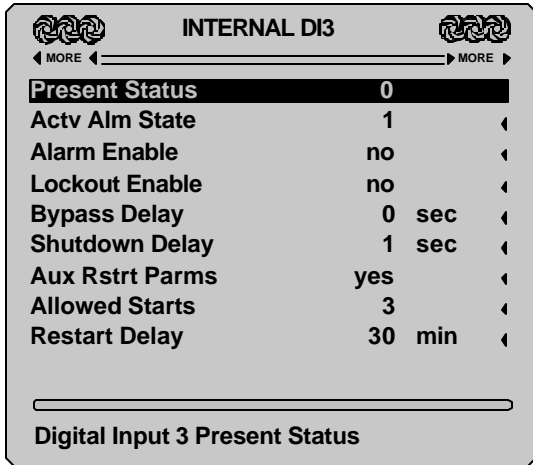 INTERNAL DI3
MORE MORE
Present Status 0
Actv Alm State 1
Alarm Enable no
Lockout Enable no
Bypass Delay 0 sec
Shutdown Delay 1 sec
Aux Rstrt Parms yes
Allowed Starts 3
Restart Delay 30 min
Digital Input 3 Present Status